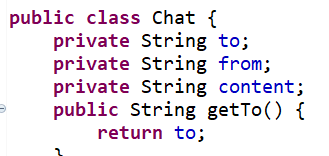 public class Chat {
private String to;
private String from;
private String content;
public String getTo() {
return to;
}